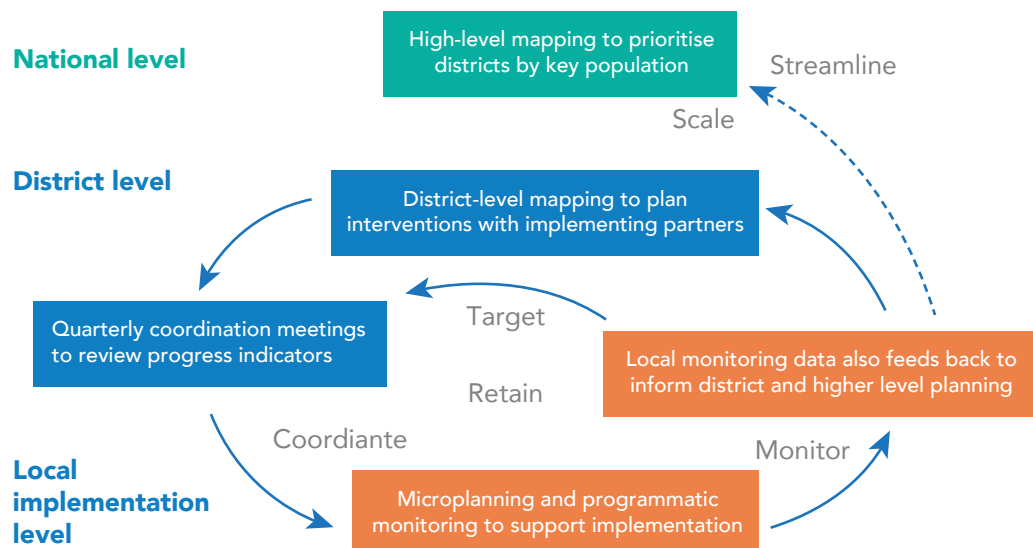 National level
High-level mapping to prioritise
districts by key population
Streamline
Scale
District level
District-level mapping to plan
interventions with implementing partners
Target
Quarterly coordination meetings
to review progress indicators
Local monitoring data also feeds back to
inform district and higher level planning
Retain
Coordiante
Monitor
Local
implementation
level
Microplanning and programmatic
monitoring to support implementation